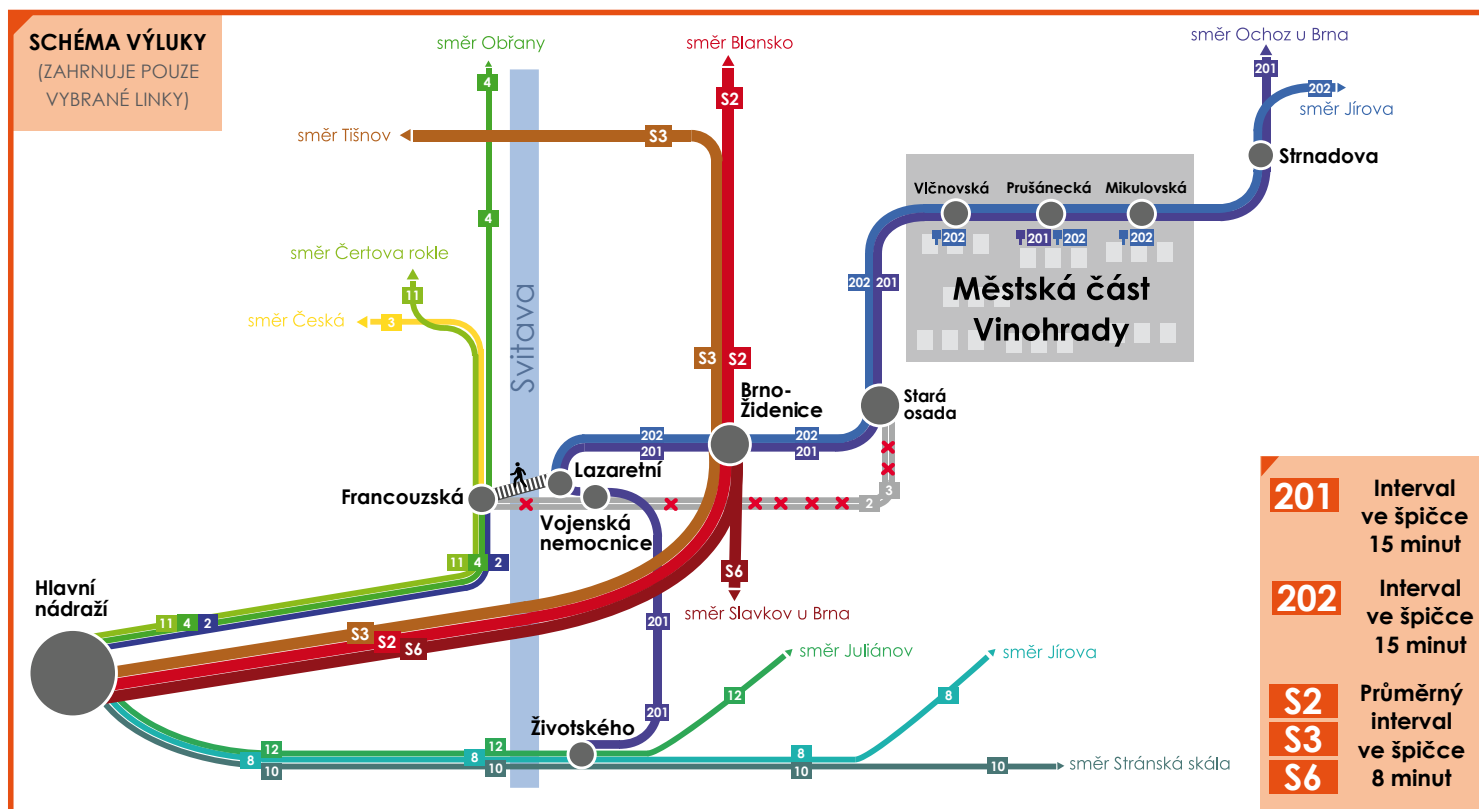 SCHÉMA VÝLUKY
(ZAHRNUJE POUZE
VYBRANÉ LINKY)
směr Obřany
směr Blansko
směr Ochoz u Brna
4
201
S2
202
směr Jírova
směr Tišnov
S3
Strnadova
Vlčnovská
Prušánecká
Mikulovská
4
202
201
202
202
směr Čertova rokle
11
202
201
Městská část
Vinohrady
směr Česká
3
Svitava
S3
S2
Brno-
Židenice
Stará
osada
202
201
202
201
Lazaretní
Francouzská
2
3
Vojenská
nemocnice
11
4
2
S6
Hlavní
nádraží
směr Slavkov u Brna
11
4
2
S3
S2
S6
201
směr Juliánov
směr Jírova
12
8
201
Životského
12
8
10
12
8
10
8
10
10
směr Stránská skála
201
Interval
ve špičce
15 minut
202
Interval
ve špičce
15 minut
S2
S3
S6
Průměrný
interval
ve špičce
8 minut